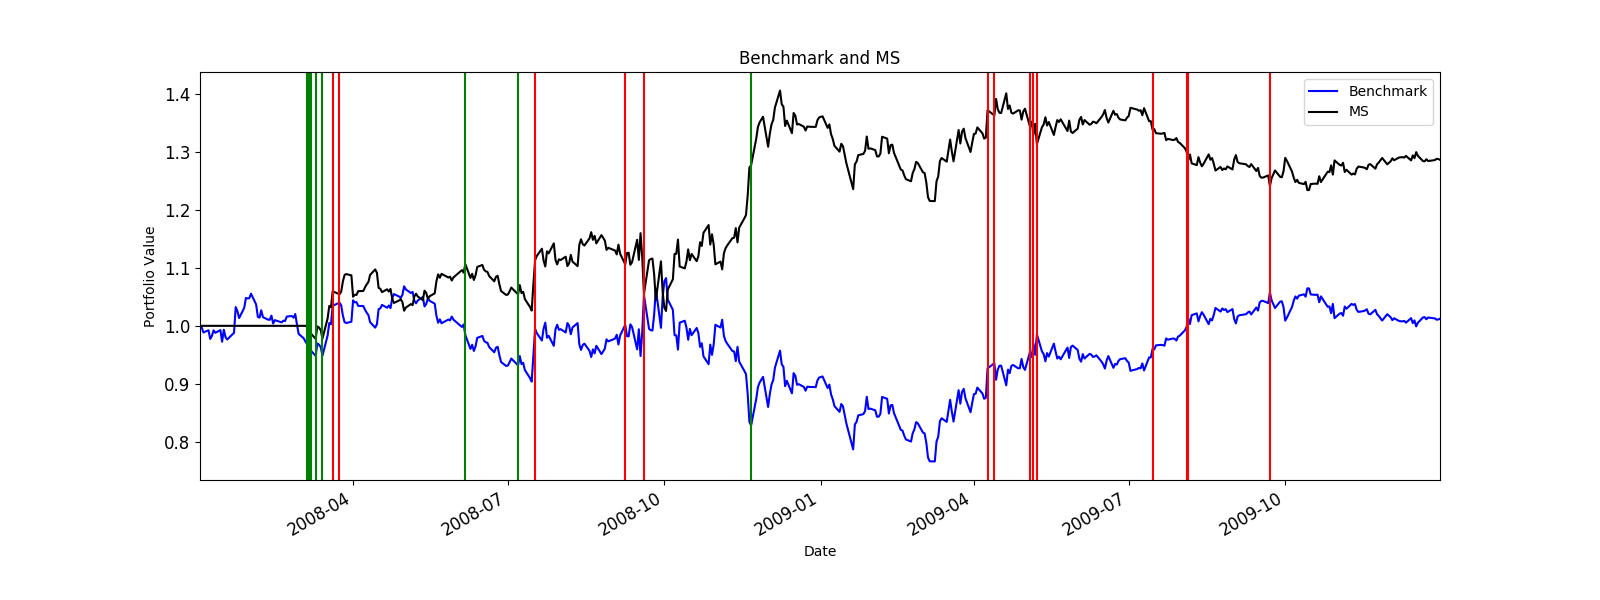 Benchmark and MS
Benchmark
MS
Portfolio Value
1.4
1.3
1.2
1.1
1.0
0.9
0.8
2008-04
2008-07
2008-10
2009-01
2009-04
2009-07
2009-10
Date